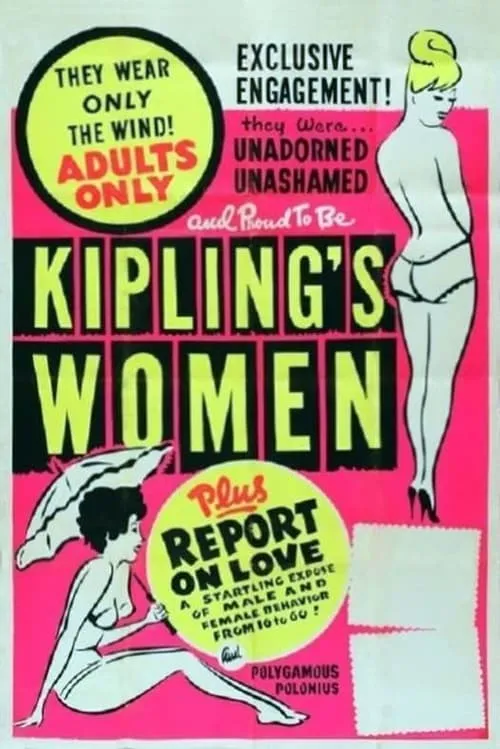 THEY WEAR
ONLY
THE WIND!
ADULTS
ONLY
EXCLUSIVE
ENGAGEMENT!
they Were...
UNADORNED
UNASHAMED
and Proud To Be
KIPLING'S
WOMEN
Plus
REPORT
ON LOVE
A STARTLING EXPOSE
OF MALE AND
FEMALE BEHAVIOR
FROM 16 to 60!
And
POLYGAMOUS
POLONIUS